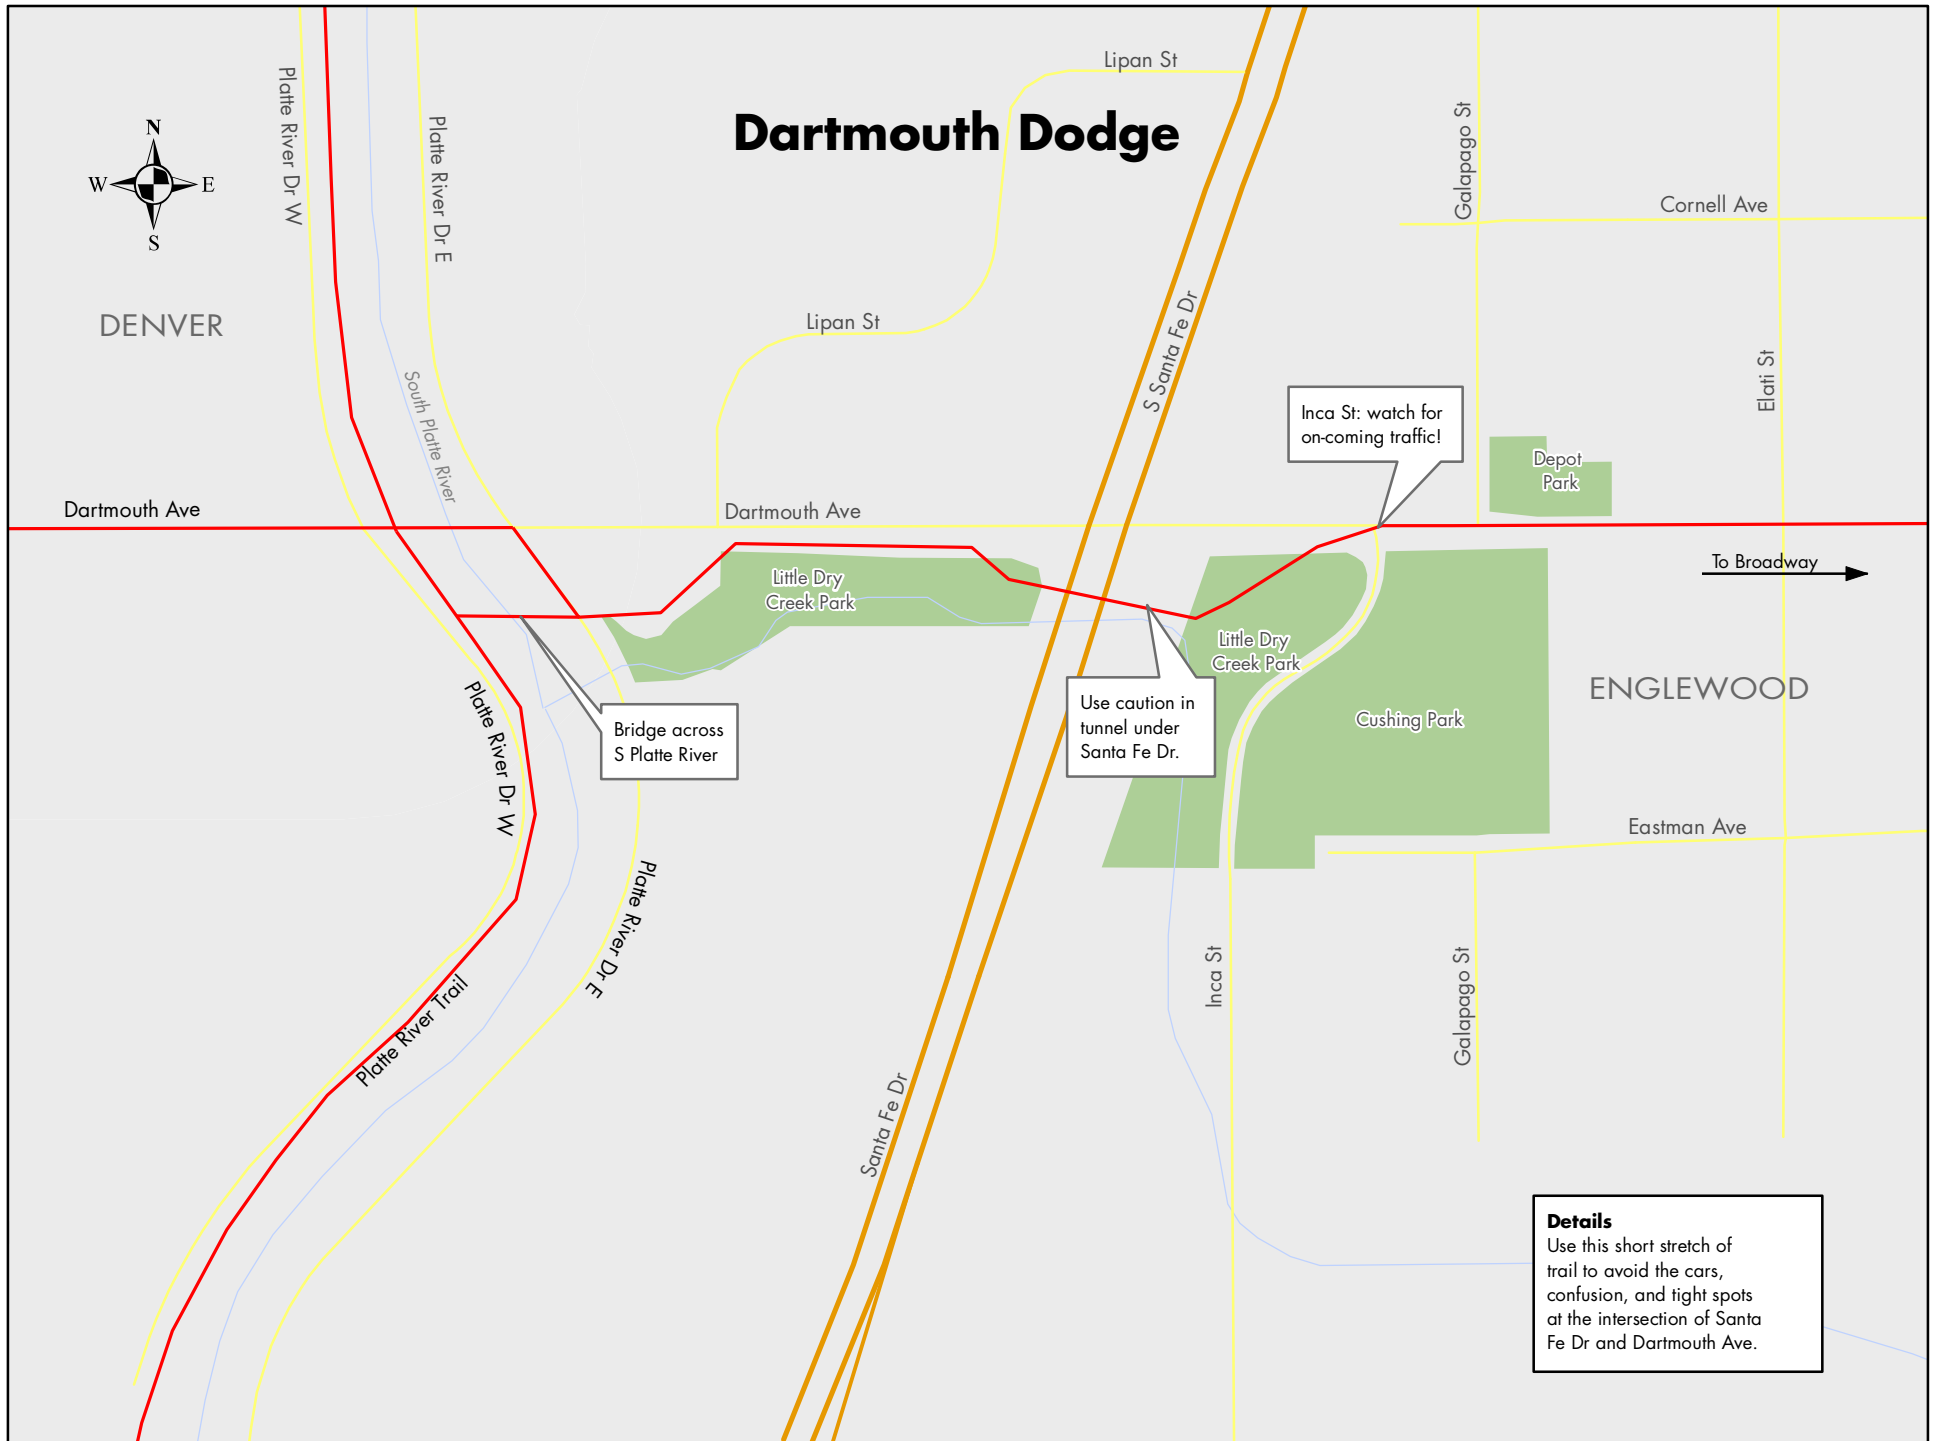 Lipan St
Dartmouth Dodge
Platte River Dr W
Platte River Dr E
Galapago St
N
W
E
S
Cornell Ave
DENVER
Lipan St
S Santa Fe Dr
Elati St
South Platte River
Inca St: watch for
on-coming traffic!
Depot
Park
Dartmouth Ave
Dartmouth Ave
To Broadway
Little Dry
Creek Park
Little Dry
Creek Park
ENGLEWOOD
Cushing Park
Platte River Dr W
Bridge across
S Platte River
Use caution in
tunnel under
Santa Fe Dr.
Eastman Ave
Platte River Dr E
Inca St
Galapago St
Platte River Trail
Santa Fe Dr
Details
Use this short stretch of
trail to avoid the cars,
confusion, and tight spots
at the intersection of Santa
Fe Dr and Dartmouth Ave.